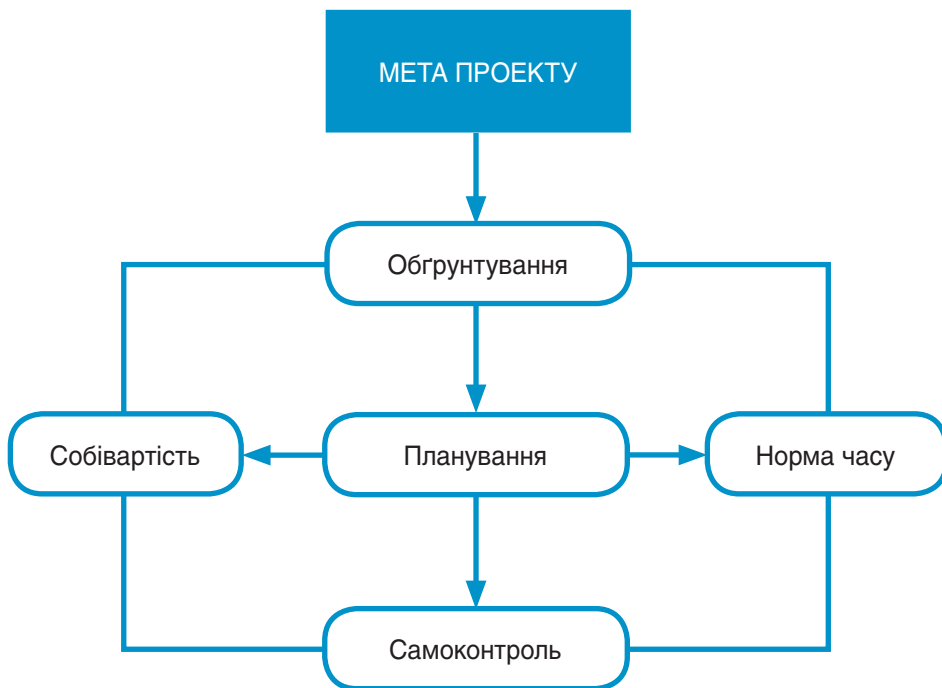 МЕТА ПРОЕКТУ
Обґрунтування
Собівартість
Планування
Норма часу
Самоконтроль